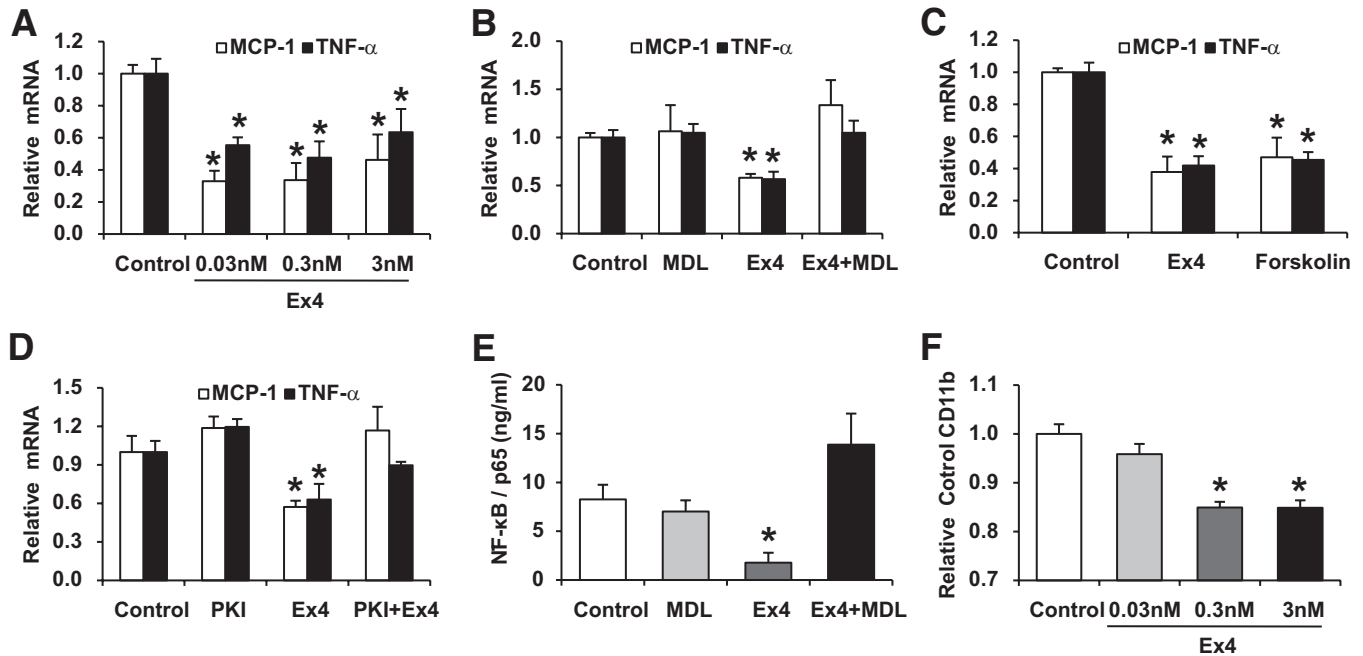 A
Relative mRNA
1.2
1.0
0.8
0.6
0.4
0.2
0.0
MCP-1 TNF-α
* * * * * *
Control 0.03nM 0.3nM 3nM
Ex4
B
Relative mRNA
2.0
1.5
1.0
0.5
0.0
MCP-1 TNF-α
* *
Control MDL Ex4 Ex4+MDL
C
Relative mRNA
1.2
1.0
0.8
0.6
0.4
0.2
0.0
MCP-1 TNF-α
* * * *
Control Ex4 Forskolin
D
Relative mRNA
1.5
1.2
0.9
0.6
0.3
0.0
MCP-1 TNF-α
* *
Control PKI Ex4 PKI+Ex4
E
NF-κB / p65 (ng/ml)
20
15
10
5
0
*
Control MDL Ex4 Ex4+MDL
F
Relative Cotrol CD11b
1.1
1.0
0.9
0.8
0.7
* *
Control 0.03nM 0.3nM 3nM
Ex4